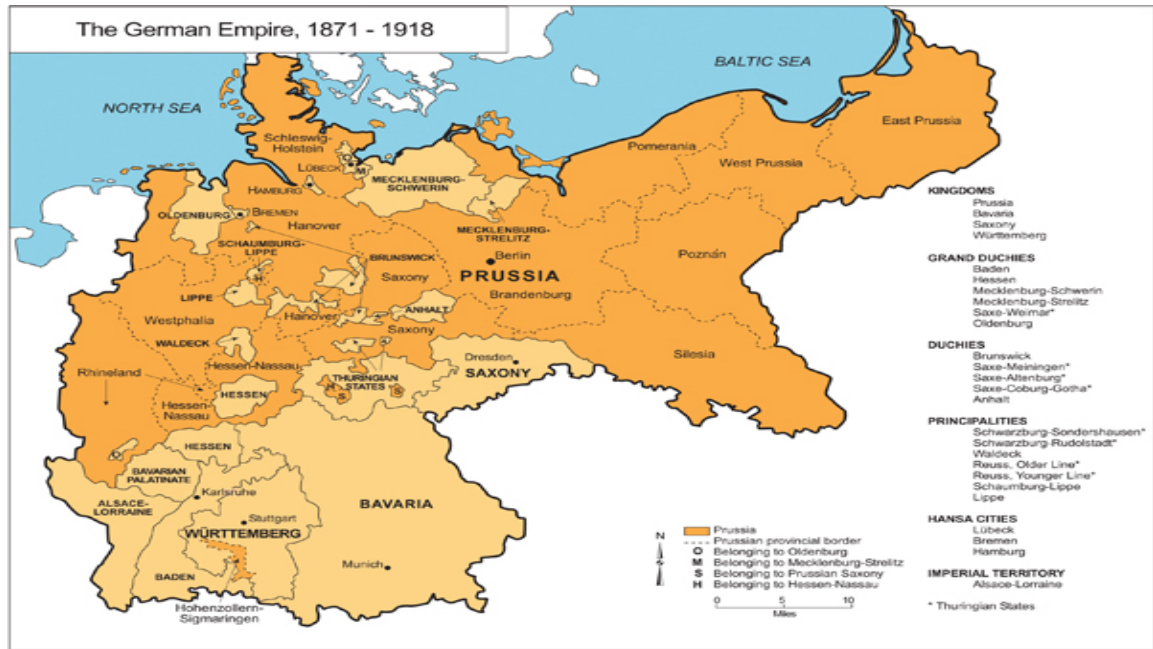 The German Empire, 1871 - 1918
BALTIC SEA
NORTH SEA
East Prussia
Schleswig-
Holstein
Pomerania
West Prussia
LÜBECK
M
MECKLENBURG-
SCHWERIN
HAMBURG
OLDENBURG
BREMEN
Hanover
MECKLENBURG-
STRELITZ
SCHAUMBURG-
LIPPE
Berlin
BRUNSWICK
PRUSSIA
Poznán
H
Saxony
LIPPE
Brandenburg
ANHALT
Hanover
Westphalia
Saxony
WALDECK
Silesia
Dresden
Hessen-Nassau
SAXONY
Rhineland
THURINGIAN
STATES
H
S
S
HESSEN
Hessen-
Nassau
HESSEN
O
BAVARIAN
PALATINATE
Karlsruhe
ALSACE-
LORRAINE
BAVARIA
Stuttgart
WÜRTTEMBERG
Munich
BADEN
Hohenzollern-
Sigmaringen
KINGDOMS
Prussia
Bavaria
Saxony
Württemberg
GRAND DUCHIES
Baden
Hessen
Mecklenburg-Schwerin
Mecklenburg-Strelitz
Saxe-Weimar*
Oldenburg
DUCHIES
Brunswick
Saxe-Meiningen*
Saxe-Altenburg*
Saxe-Coburg-Gotha*
Anhalt
PRINCIPALITIES
Schwarzburg-Sondershausen*
Schwarzburg-Rudolstadt*
Waldeck
Reuss, Older Line*
Reuss, Younger Line*
Schaumburg-Lippe
Lippe
HANSA CITIES
Lübeck
Bremen
Hamburg
IMPERIAL TERRITORY
Alsace-Lorraine
* Thuringian States
N
Prussia
Prussian provincial border
O Belonging to Oldenburg
M Belonging to Mecklenburg-Strelitz
S Belonging to Prussian Saxony
H Belonging to Hessen-Nassau
0 5 10
Miles